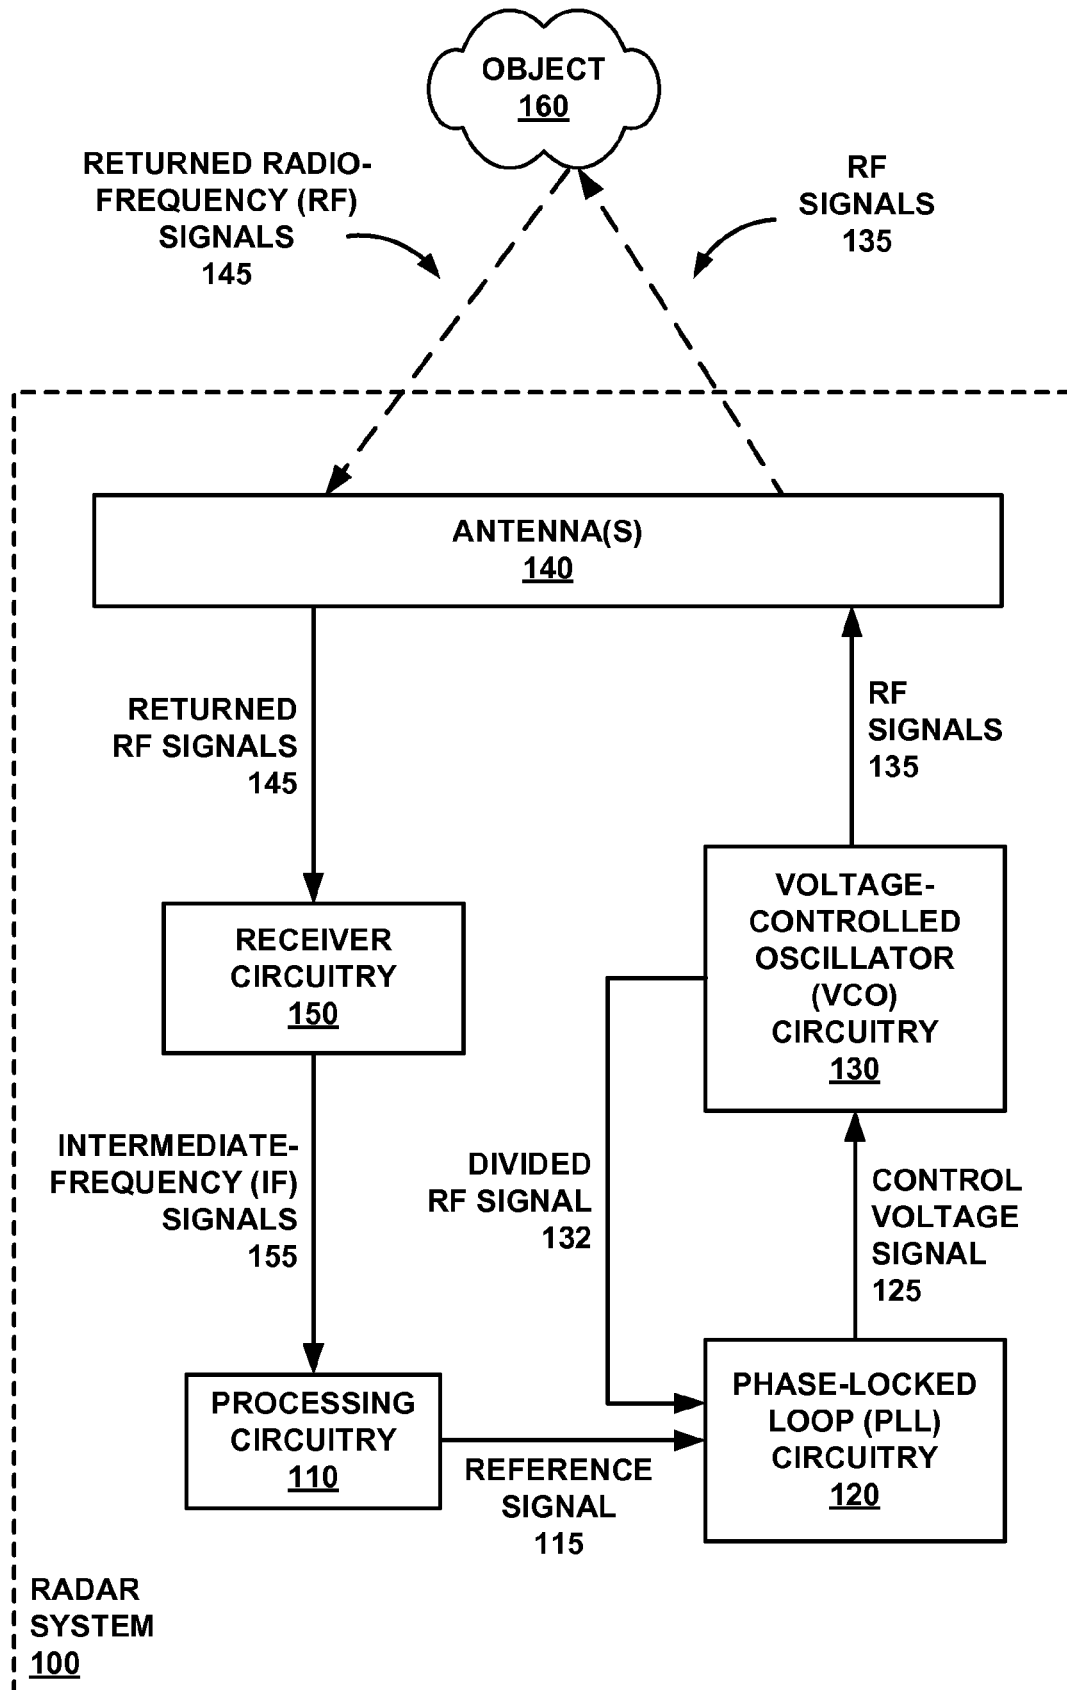 OBJECT
160
RETURNED RADIO-
FREQUENCY (RF)
SIGNALS
145
RF
SIGNALS
135
ANTENNA(S)
140
RETURNED
RF SIGNALS
145
RF
SIGNALS
135
RECEIVER
CIRCUITRY
150
VOLTAGE-
CONTROLLED
OSCILLATOR
(VCO)
CIRCUITRY
130
INTERMEDIATE-
FREQUENCY (IF)
SIGNALS
155
DIVIDED
RF SIGNAL
132
CONTROL
VOLTAGE
SIGNAL
125
PROCESSING
CIRCUITRY
110
REFERENCE
SIGNAL
115
PHASE-LOCKED
LOOP (PLL)
CIRCUITRY
120
RADAR
SYSTEM
100